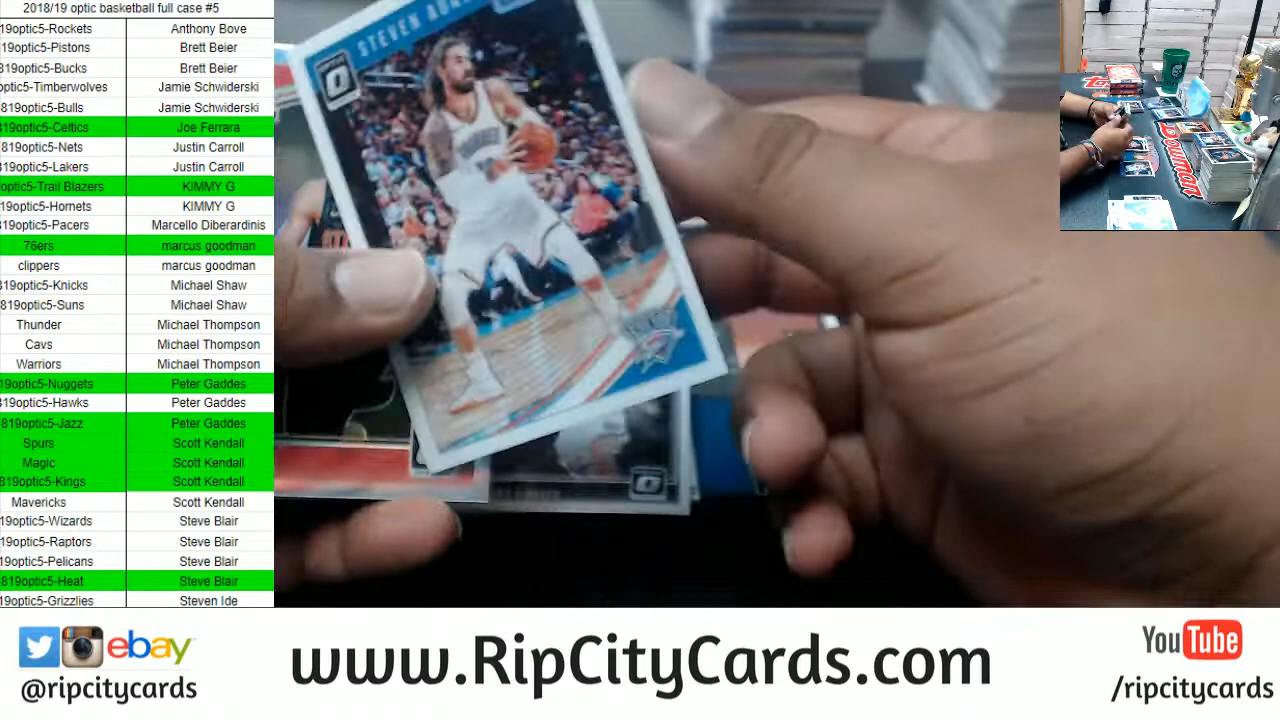 2018/19 optic basketball full case #5
19optic5-Rockets Anthony Bove
19optic5-Pistons Brett Beier
819optic5-Bucks Brett Beier
optic5-Timberwolves Jamie Schwiderski
819optic5-Bulls Jamie Schwiderski
819optic5-Celtics Joe Ferrara
19optic5-Nets Justin Carroll
19optic5-Lakers Justin Carroll
optic5-Trail Blazers KIMMY G
19optic5-Hornets KIMMY G
819optic5-Pacers Marcello Diberardinis
76ers marcus goodman
clippers marcus goodman
819optic5-Knicks Michael Shaw
819optic5-Suns Michael Shaw
Thunder Michael Thompson
Cavs Michael Thompson
Warriors Michael Thompson
19optic5-Nuggets Peter Gaddes
819optic5-Hawks Peter Gaddes
819optic5-Jazz Peter Gaddes
Spurs Scott Kendall
Magic Scott Kendall
819optic5-Kings Scott Kendall
Mavericks Scott Kendall
19optic5-Wizards Steve Blair
19optic5-Raptors Steve Blair
19optic5-Pelicans Steve Blair
819optic5-Heat Steve Blair
19optic5-Grizzlies Steven Ide
STEVEN
ebay
@ripcitycards
www.RipCityCards.com
YouTube
/ripcitycards